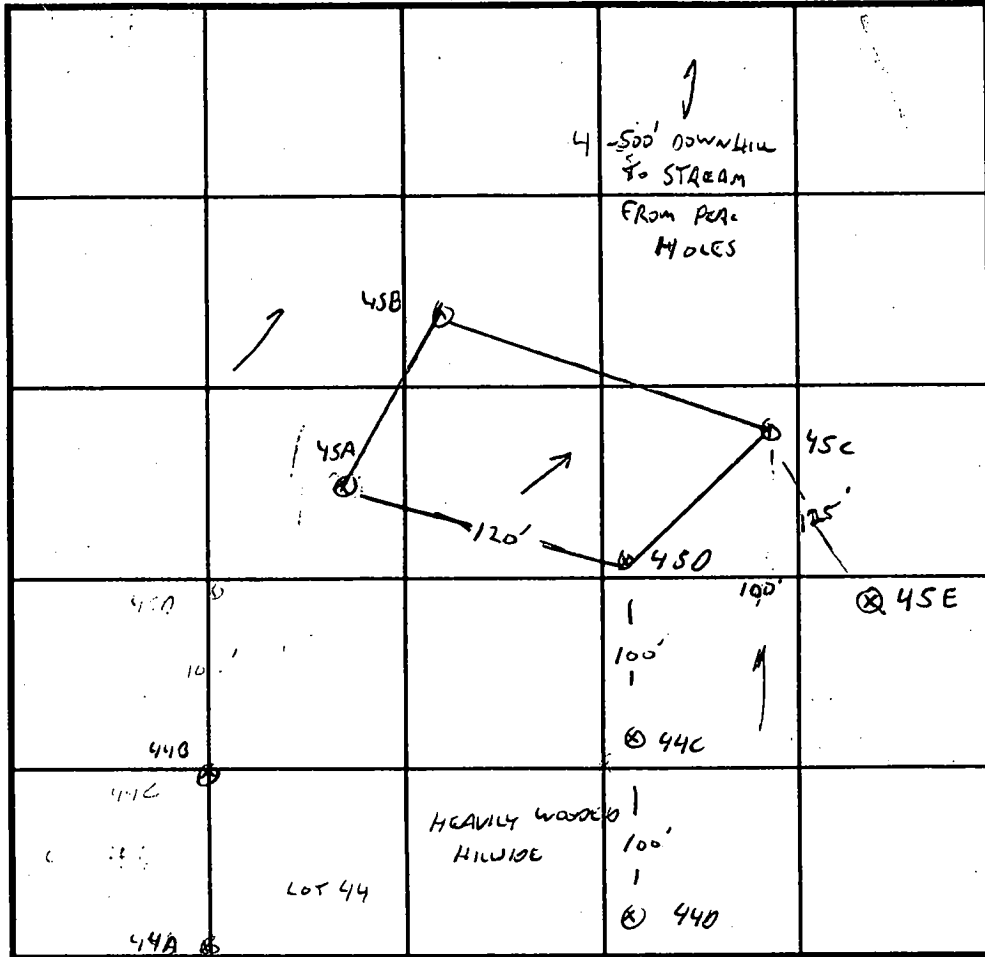 4-500' DOWNHILL
To STREAM
FROM PERC
HOLES
45B
45A
45C
120'
125'
45D
100'
45E
100'
44C
44B
44C
HEAVILY WOODED
HILLSIDE
100'
LOT 44
44D
44A